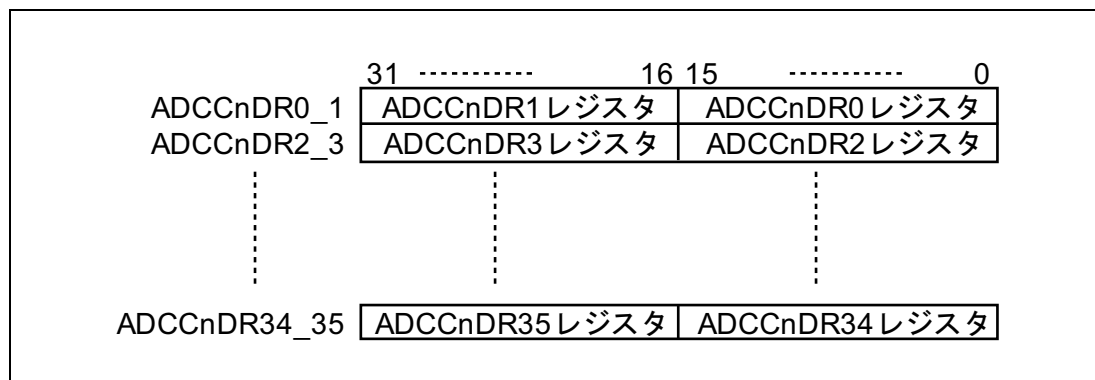 31 ----------- 16 15 ----------- 0
ADCCnDR0_1 ADCCnDR1レジスタ ADCCnDR0レジスタ
ADCCnDR2_3 ADCCnDR3レジスタ ADCCnDR2レジスタ
ADCCnDR34_35 ADCCnDR35レジスタ ADCCnDR34レジスタ